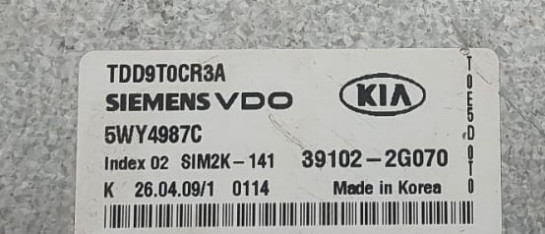 TDD9T0CR3A
SIEMENS VDO
KIA
5WY4987C
Index 02 SIM2K-141 39102-2G070
K 26.04.09/1 0114 Made in Korea
T0E5D0T0